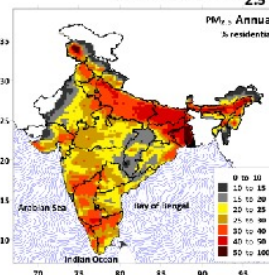 2.5
PM₂.₅ Annua
% residentia
35
30
25
20
15
10
Arabian Sea
Bay of Bengal
Indian Ocean
0 to 10
10 to 15
15 to 20
20 to 25
25 to 30
30 to 40
40 to 50
50 to 100
70 75 80 85 90 95